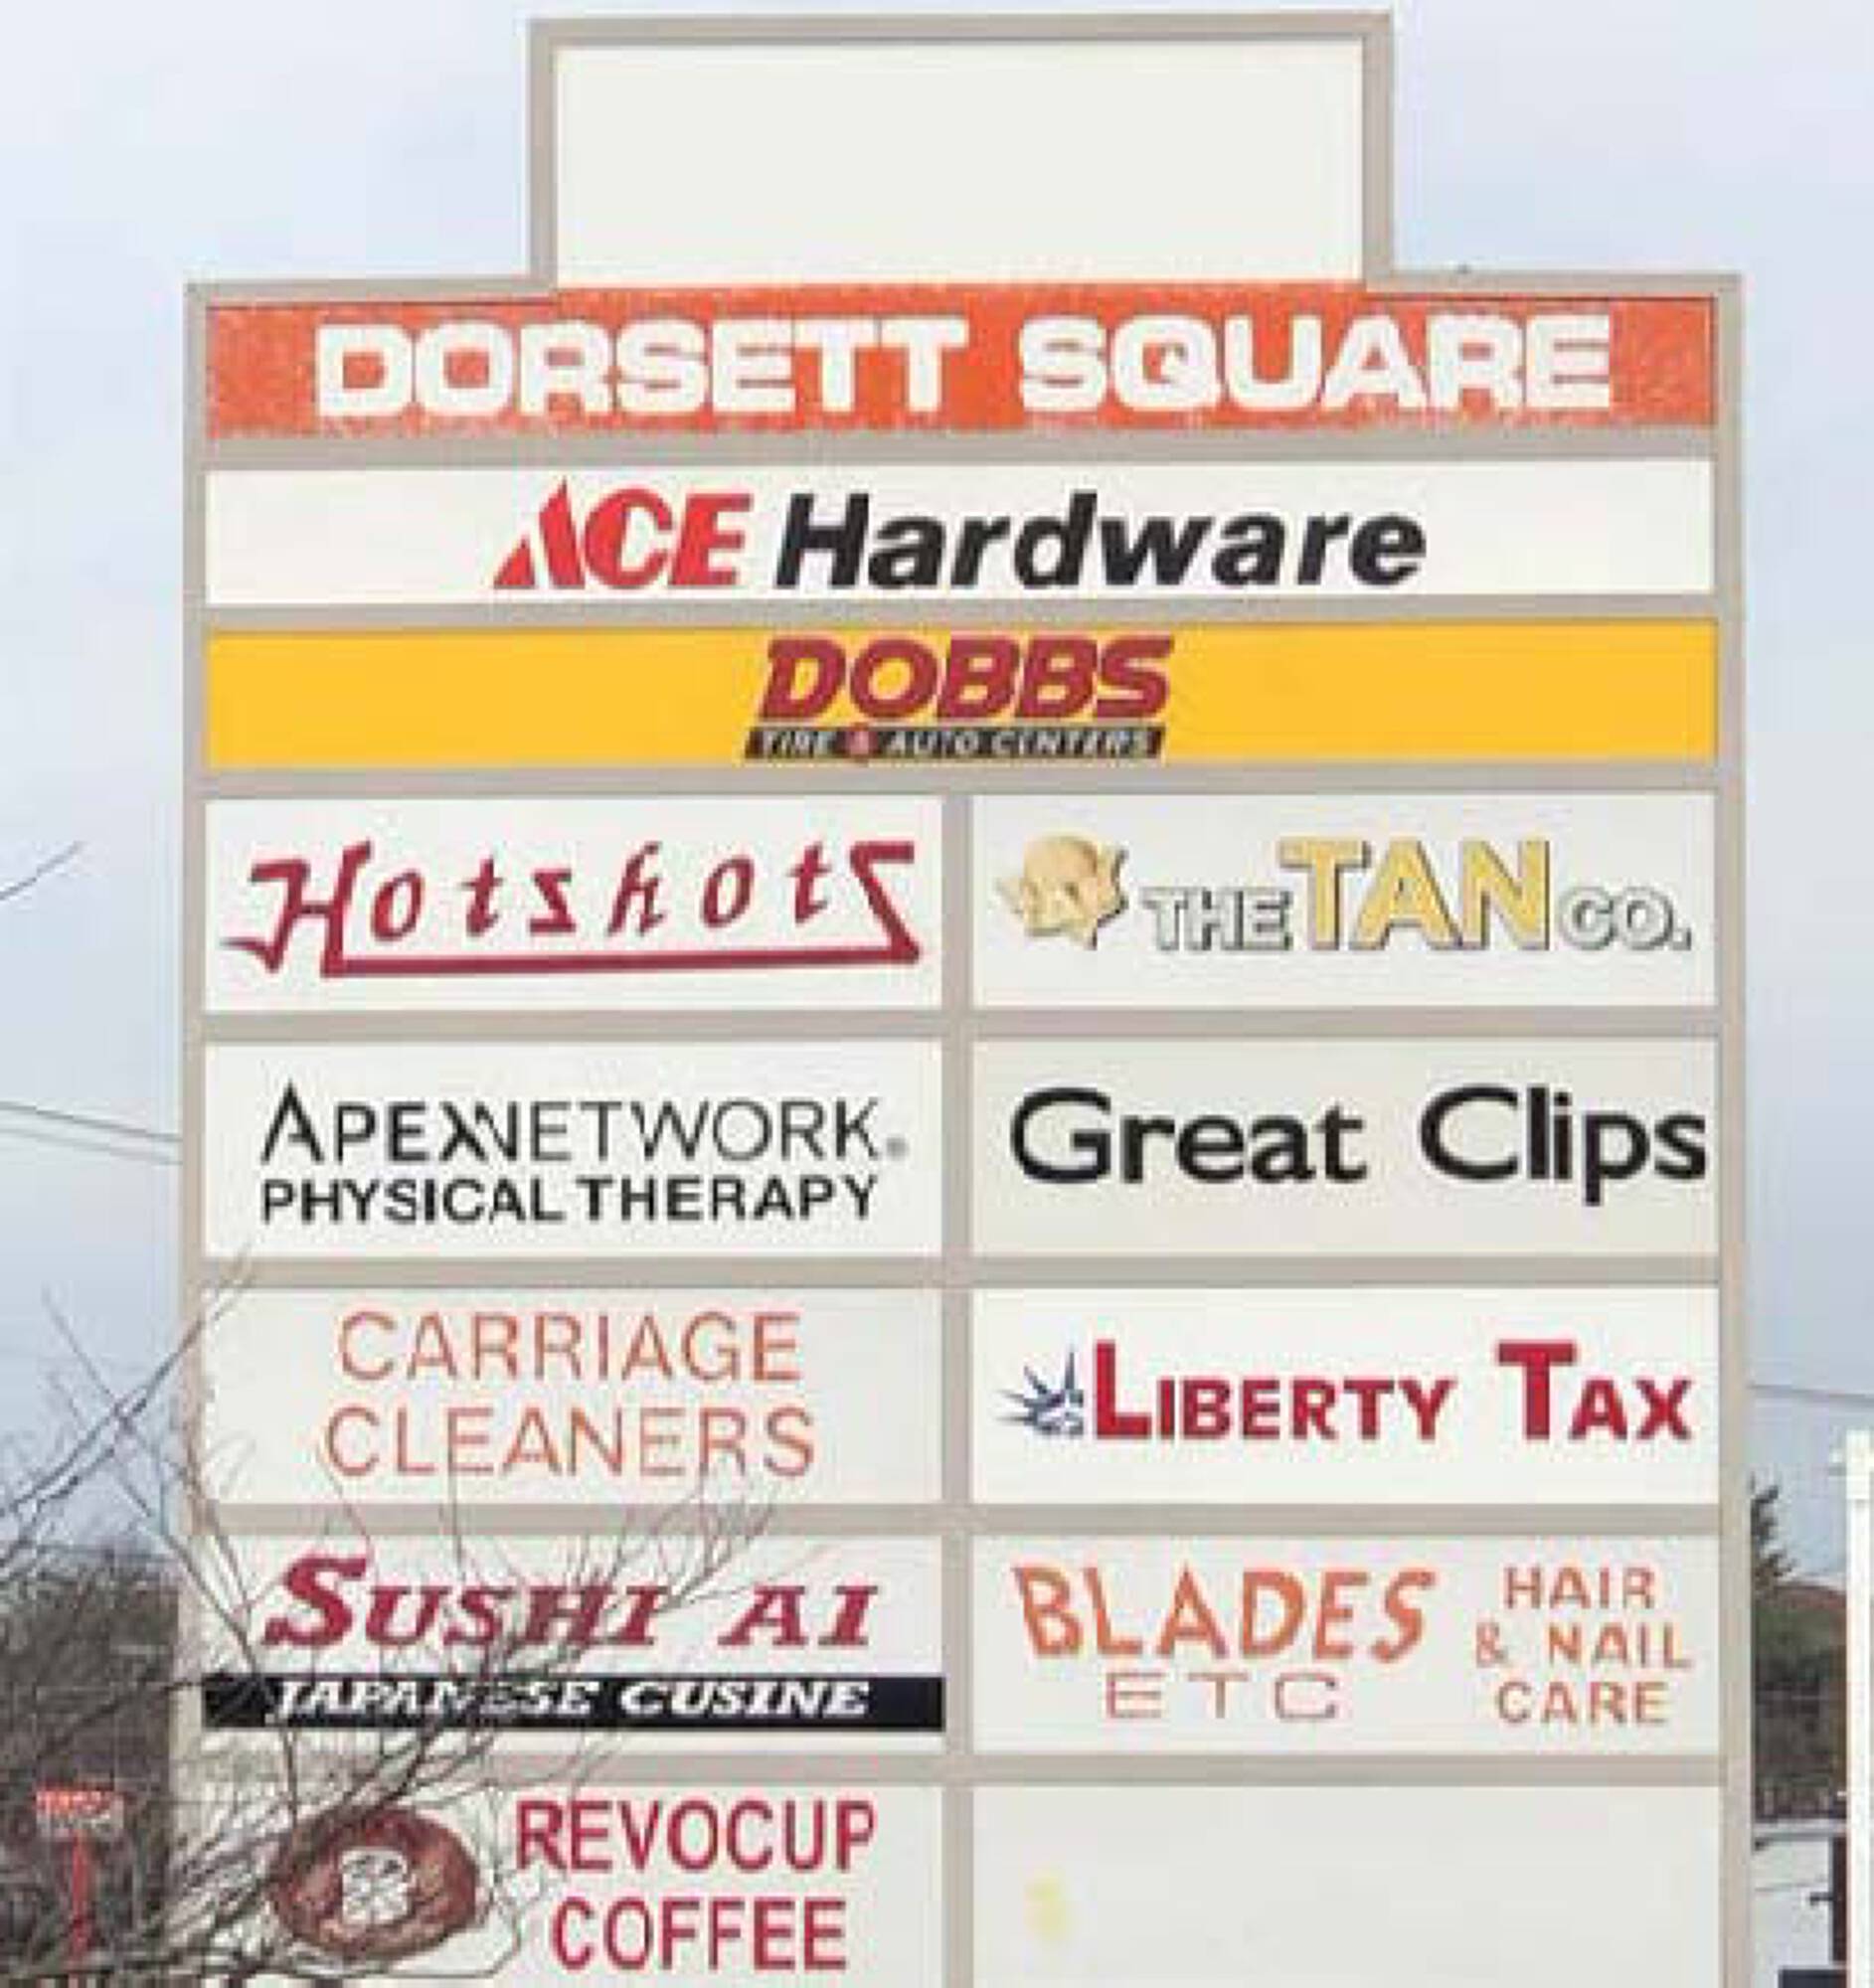 DORSETT SQUARE
ACE Hardware
DOBBS
TIRE & AUTO CENTERS
Hotshots
THE TAN CO.
APEXNETWORK
PHYSICAL THERAPY
Great Clips
CARRIAGE
CLEANERS
LIBERTY TAX
SUSHI AI
JAPANESE CUSINE
BLADES
ETC
HAIR
& NAIL
CARE
REVOCUP
COFFEE